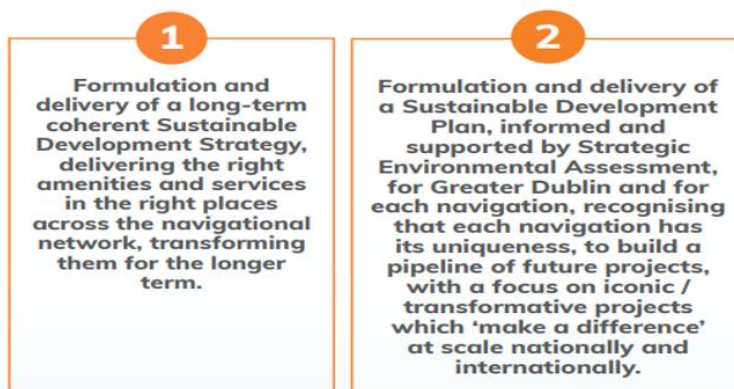 1
Formulation and
delivery of a long-term
coherent Sustainable
Development Strategy,
delivering the right
amenities and services
in the right places
across the navigational
network, transforming
them for the longer
term.
2
Formulation and delivery of
a Sustainable Development
Plan, informed and
supported by Strategic
Environmental Assessment,
for Greater Dublin and for
each navigation, recognising
that each navigation has
its uniqueness, to build a
pipeline of future projects,
with a focus on iconic /
transformative projects
which ‘make a difference’
at scale nationally and
internationally.